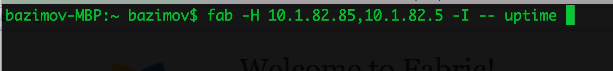 bazimov-MBP:~ bazimov$ fab -H 10.1.82.85,10.1.82.5 -I -- uptime
Welcome to Fabric!